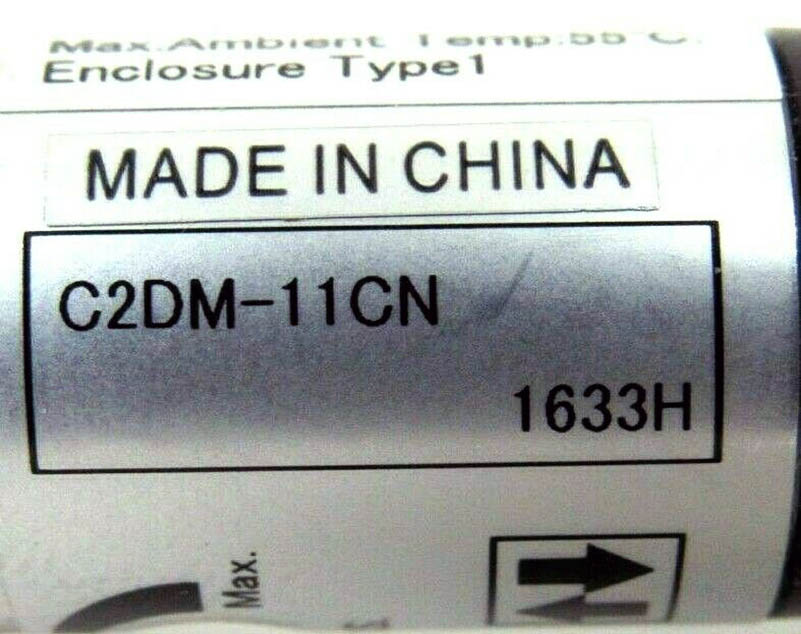 Max.Ambient Temp.55°C.
Enclosure Type1
MADE IN CHINA
C2DM-11CN
1633H
Max.